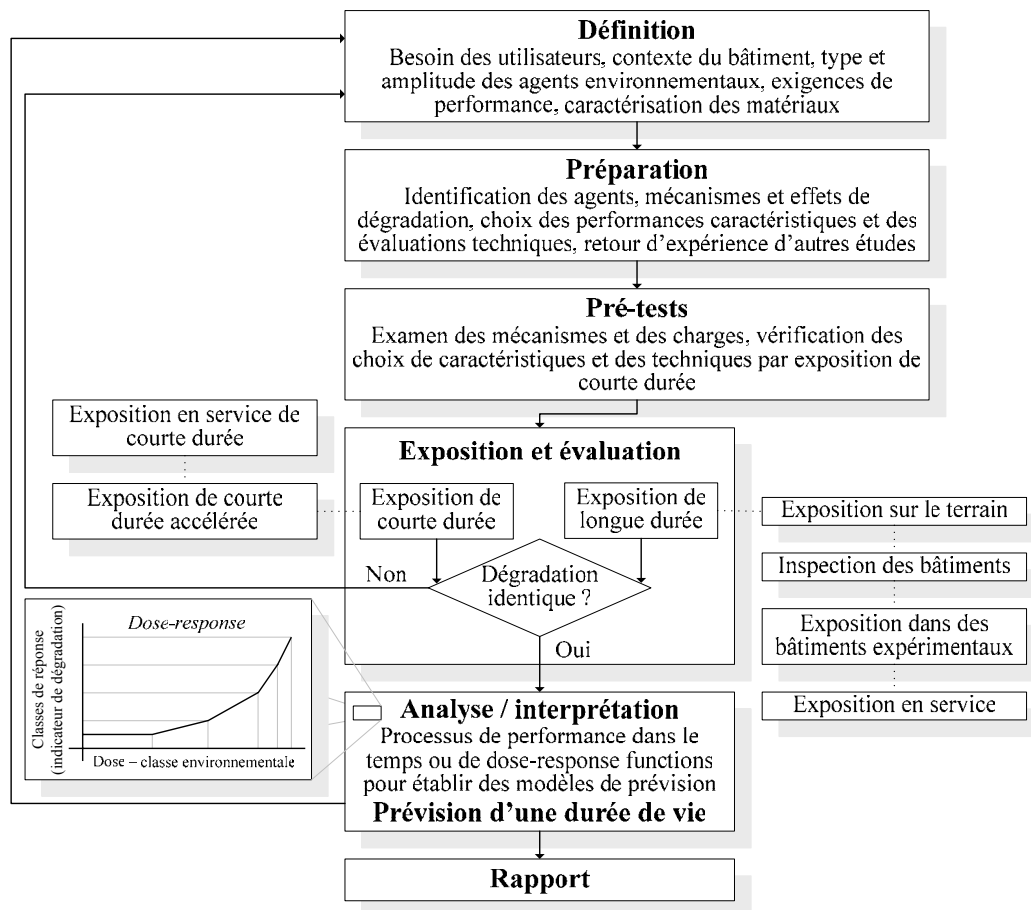 Définition
Besoin des utilisateurs, contexte du bâtiment, type et
amplitude des agents environnementaux, exigences de
performance, caractérisation des matériaux
Préparation
Identification des agents, mécanismes et effets de
dégradation, choix des performances caractéristiques et des
évaluations techniques, retour d’expérience d’autres études
Pré-tests
Examen des mécanismes et des charges, vérification des
choix de caractéristiques et des techniques par exposition de
courte durée
Exposition en service de
courte durée
Exposition de courte
durée accélérée
Exposition et évaluation
Exposition de
courte durée
Exposition de
longue durée
Exposition sur le terrain
Inspection des bâtiments
Exposition dans des
bâtiments expérimentaux
Exposition en service
Non
Dégradation
identique ?
Oui
Dose-response
Classes de réponse
(indicateur de dégradation)
Dose – classe environnementale
Analyse / interprétation
Processus de performance dans le
temps ou de dose-response functions
pour établir des modèles de prévision
Prévision d’une durée de vie
Rapport